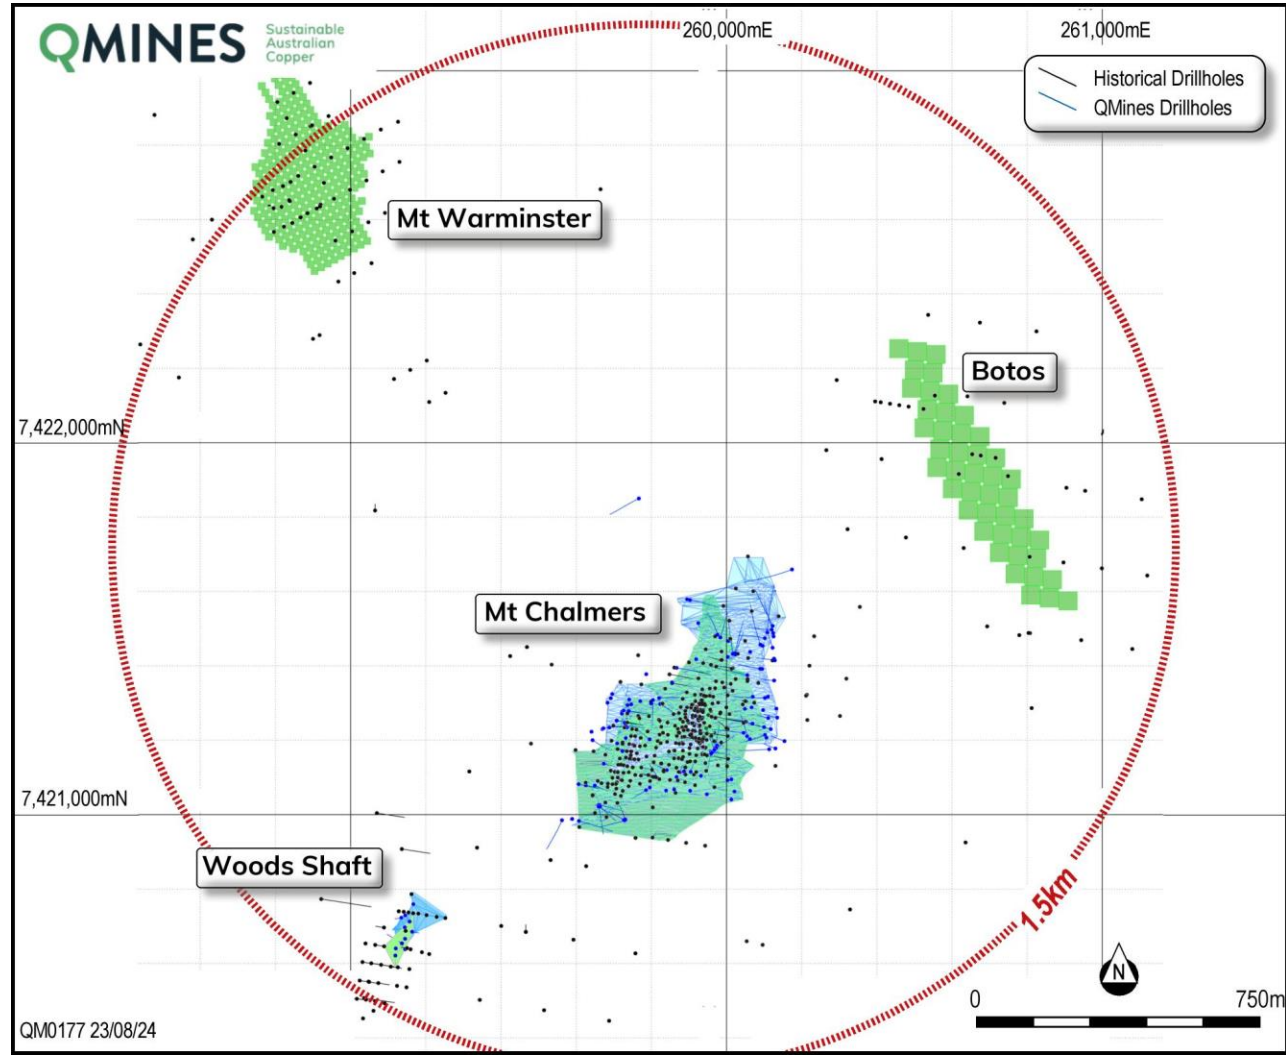 QMINES
Sustainable
Australian
Copper
260,000mE
261,000mE
Historical Drillholes
QMines Drillholes
Mt Warminster
Botos
7,422,000mN
Mt Chalmers
7,421,000mN
Woods Shaft
1.5km
N
0
750m
QM0177 23/08/24